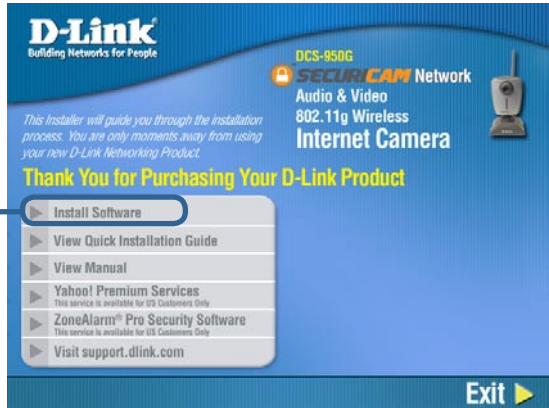 D-Link
Building Networks for People
DCS-950G
SECURICAM Network
Audio & Video
802.11g Wireless
Internet Camera
This Installer will guide you through the installation
process. You are only moments away from using
your new D-Link Networking Product.
Thank You for Purchasing Your D-Link Product
Install Software
View Quick Installation Guide
View Manual
Yahoo! Premium Services
This service is available for US Customers Only
ZoneAlarm® Pro Security Software
This service is available for US Customers Only
Visit support.dlink.com
Exit